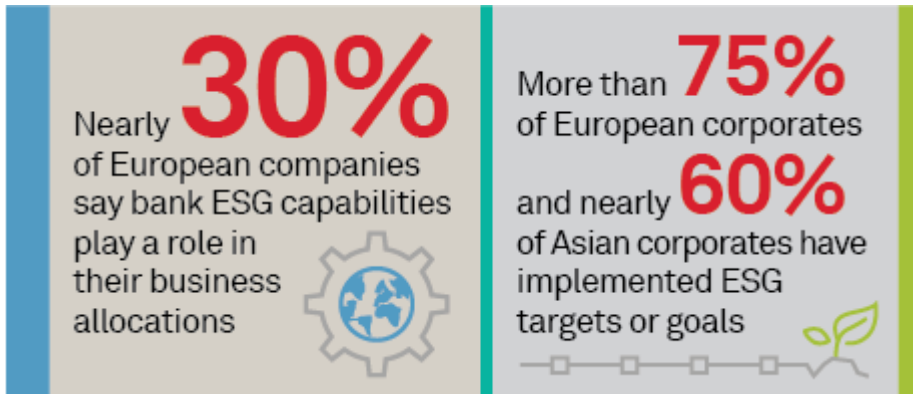 Nearly 30%
of European companies
say bank ESG capabilities
play a role in
their business
allocations
More than 75%
of European corporates
and nearly 60%
of Asian corporates have
implemented ESG
targets or goals